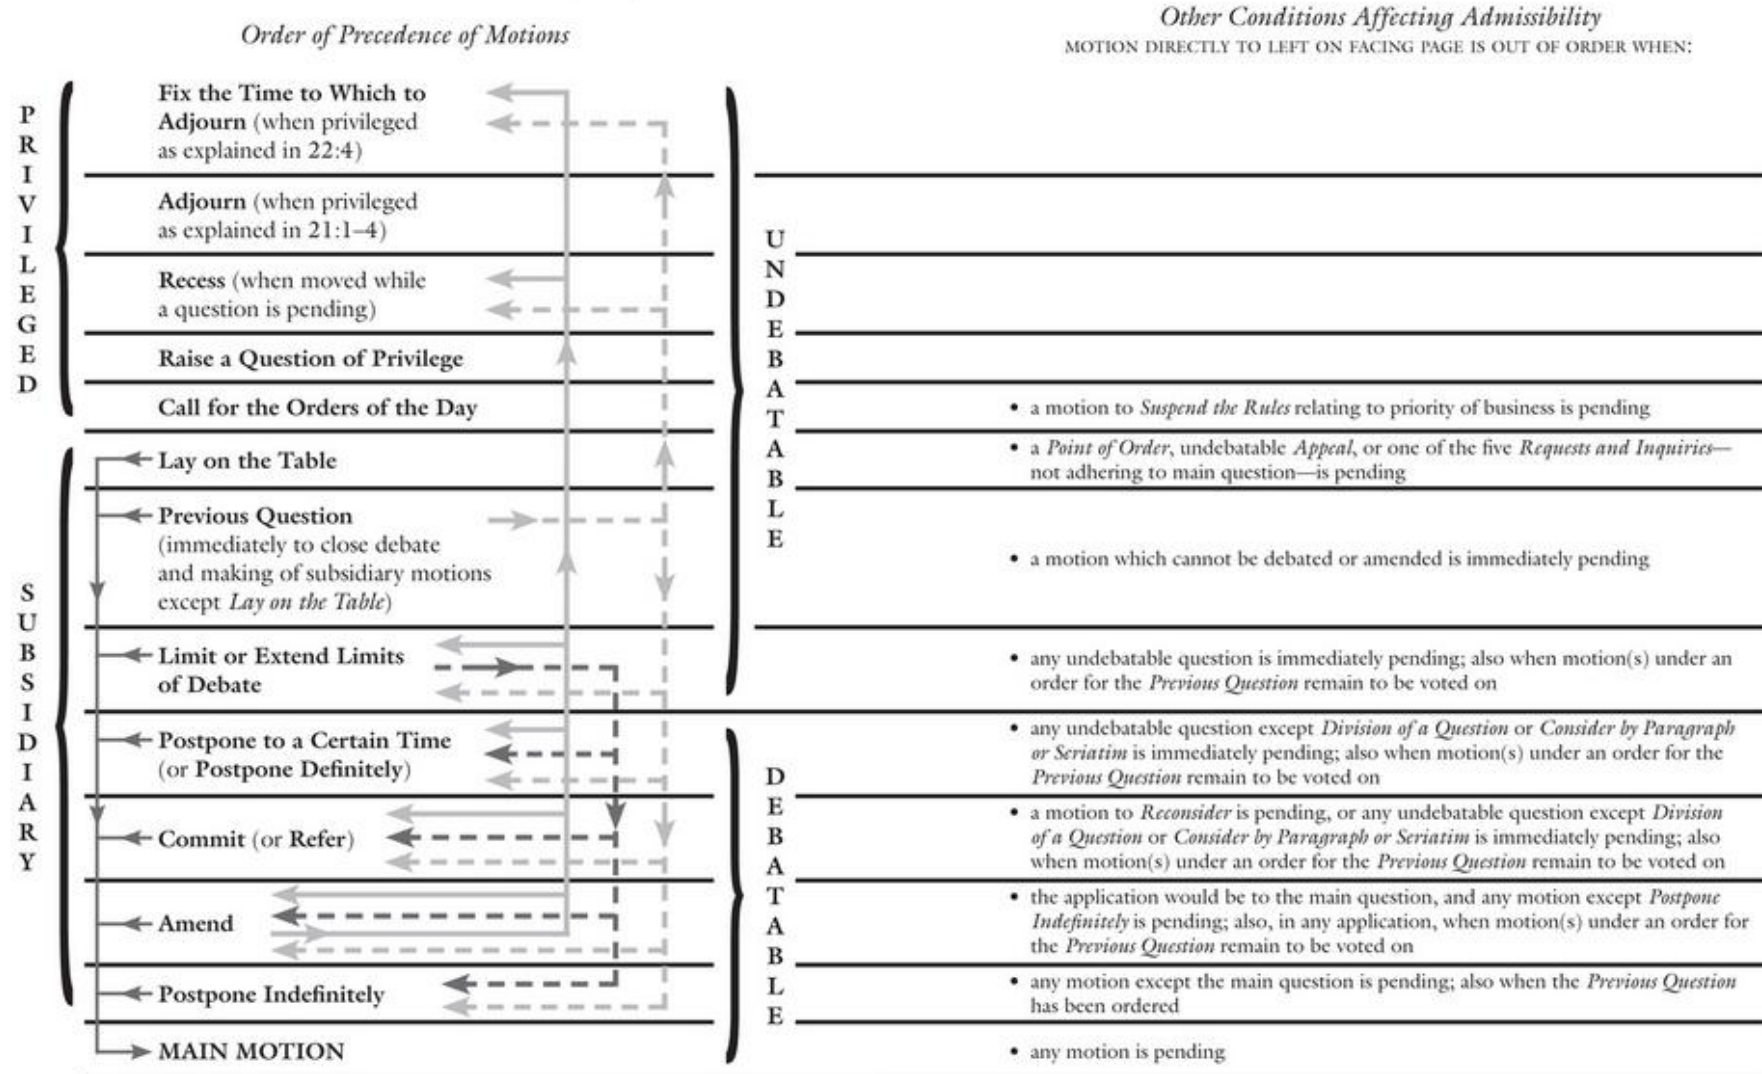 Order of Precedence of Motions
Other Conditions Affecting Admissibility
MOTION DIRECTLY TO LEFT ON FACING PAGE IS OUT OF ORDER WHEN:
PRIVILEGED
Fix the Time to Which to
Adjourn (when privileged
as explained in 22:4)
Adjourn (when privileged
as explained in 21:1–4)
Recess (when moved while
a question is pending)
Raise a Question of Privilege
Call for the Orders of the Day
UNDEBATABLE
• a motion to Suspend the Rules relating to priority of business is pending
SUBSIDIARY
Lay on the Table
• a Point of Order, undebatable Appeal, or one of the five Requests and Inquiries—
not adhering to main question—is pending
Previous Question
(immediately to close debate
and making of subsidiary motions
except Lay on the Table)
• a motion which cannot be debated or amended is immediately pending
Limit or Extend Limits
of Debate
• any undebatable question is immediately pending; also when motion(s) under an
order for the Previous Question remain to be voted on
Postpone to a Certain Time
(or Postpone Definitely)
DEBATABLE
• any undebatable question except Division of a Question or Consider by Paragraph
or Seriatim is immediately pending; also when motion(s) under an order for the
Previous Question remain to be voted on
Commit (or Refer)
• a motion to Reconsider is pending, or any undebatable question except Division
of a Question or Consider by Paragraph or Seriatim is immediately pending; also
when motion(s) under an order for the Previous Question remain to be voted on
Amend
• the application would be to the main question, and any motion except Postpone
Indefinitely is pending; also, in any application, when motion(s) under an order for
the Previous Question remain to be voted on
Postpone Indefinitely
• any motion except the main question is pending; also when the Previous Question
has been ordered
MAIN MOTION
• any motion is pending